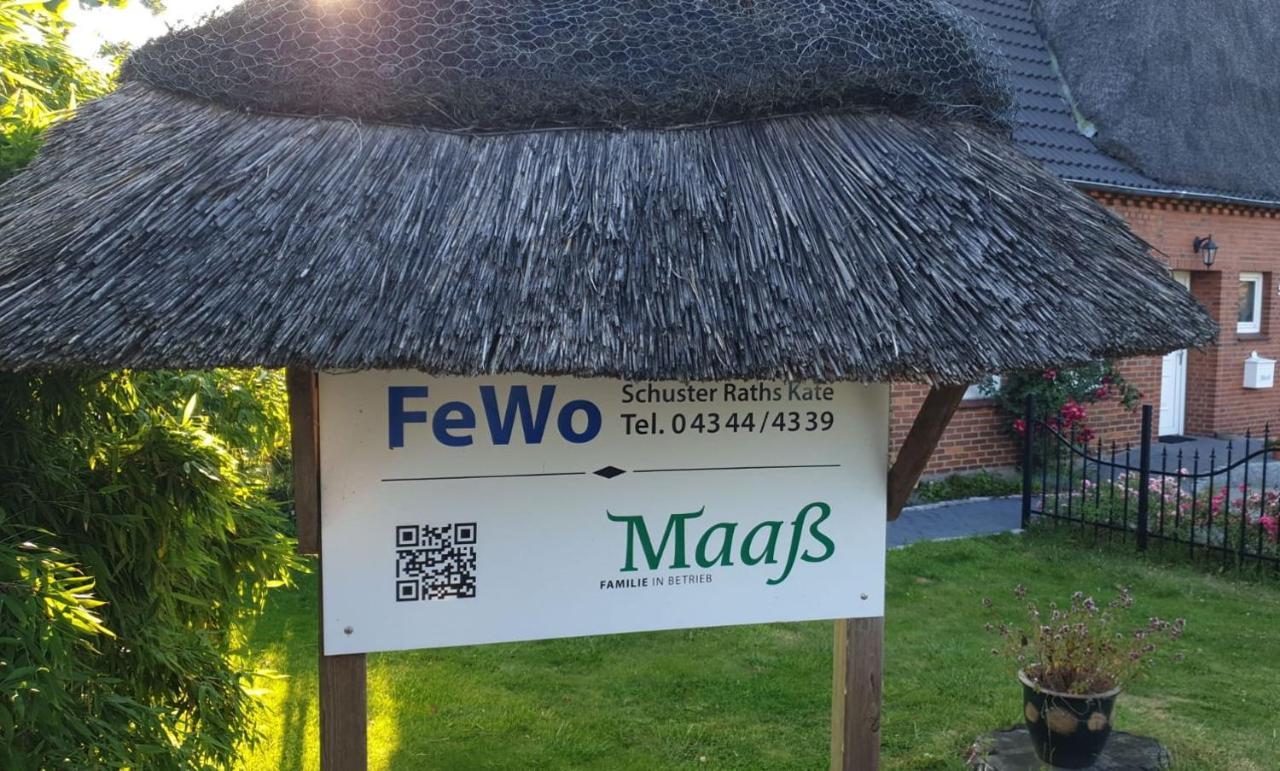 FeWo
Schuster Raths Kate
Tel. 04344/4339
Maaß
FAMILIE IN BETRIEB